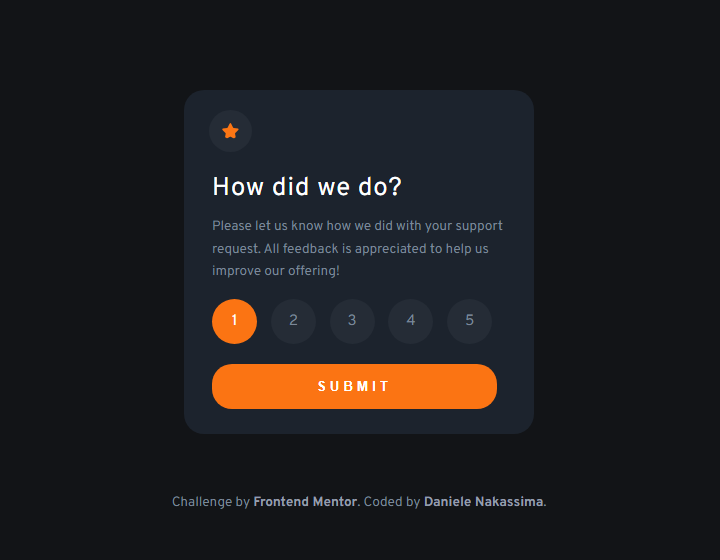 How did we do?
Please let us know how we did with your support
request. All feedback is appreciated to help us
improve our offering!
1 2 3 4 5
SUBMIT
Challenge by Frontend Mentor. Coded by Daniele Nakassima.